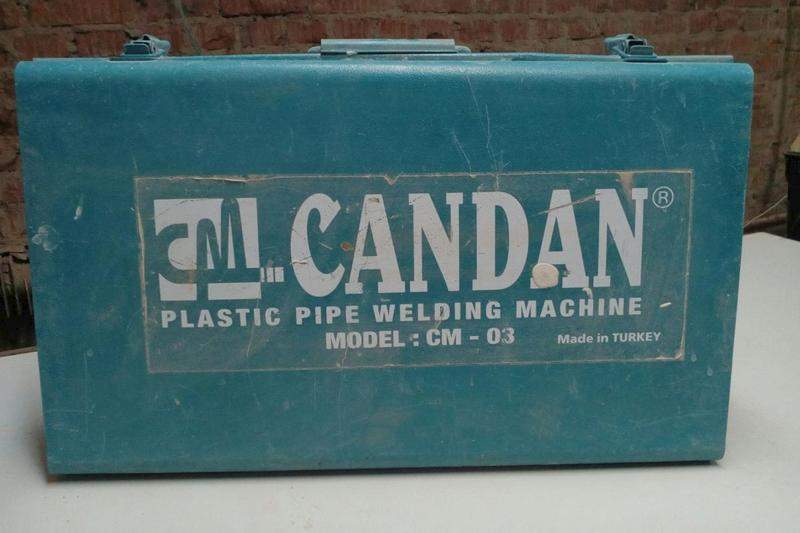 CM CANDAN®
PLASTIC PIPE WELDING MACHINE
MODEL : CM - 03
Made in TURKEY